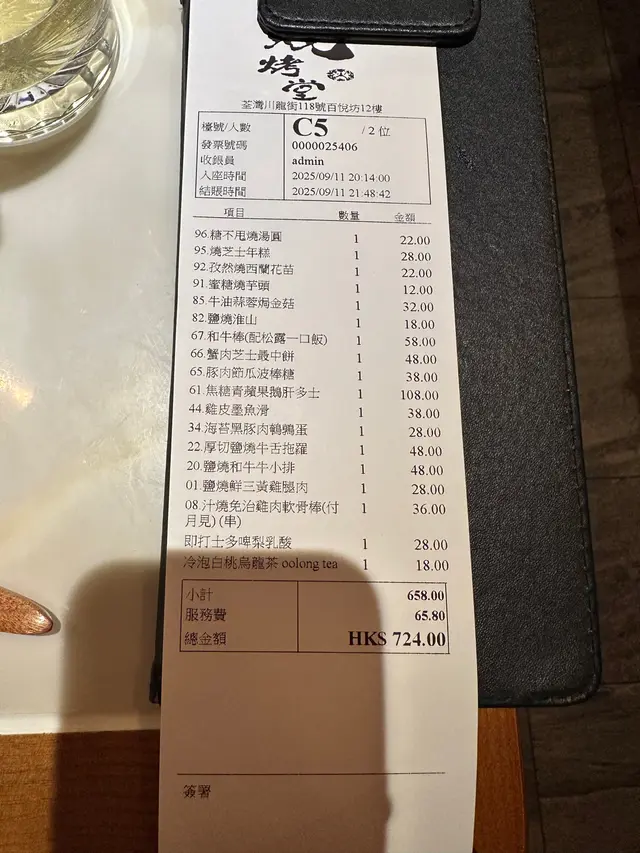 燒
烤
堂
荃灣川龍街118號百悅坊12樓
檯號/人數 C5 / 2 位
發票號碼 0000025406
收銀員 admin
入座時間 2025/09/11 20:14:00
結賬時間 2025/09/11 21:48:42
項目 數量 金額
96.糖不甩燒湯圓 1 22.00
95.燒芝士年糕 1 28.00
92.孜然燒西蘭花苗 1 22.00
91.蜜糖燒芋頭 1 12.00
85.牛油蒜蓉焗金菇 1 32.00
82.鹽燒淮山 1 18.00
67.和牛棒(配松露一口飯) 1 58.00
66.蟹肉芝士最中餅 1 48.00
65.豚肉節瓜波棒糖 1 38.00
61.焦糖青蘋果鵝肝多士 1 108.00
44.雞皮墨魚滑 1 38.00
34.海苔黑豚肉鵪鶉蛋 1 28.00
22.厚切鹽燒牛舌拖羅 1 48.00
20.鹽燒和牛牛小排 1 48.00
01.鹽燒鮮三黃雞腿肉 1 28.00
08.汁燒免治雞肉軟骨棒(付 1 36.00
月見) (串)
即打士多啤梨乳酸 1 28.00
冷泡白桃烏龍茶 oolong tea 1 18.00
小計 658.00
服務費 65.80
總金額 HK$ 724.00
簽署